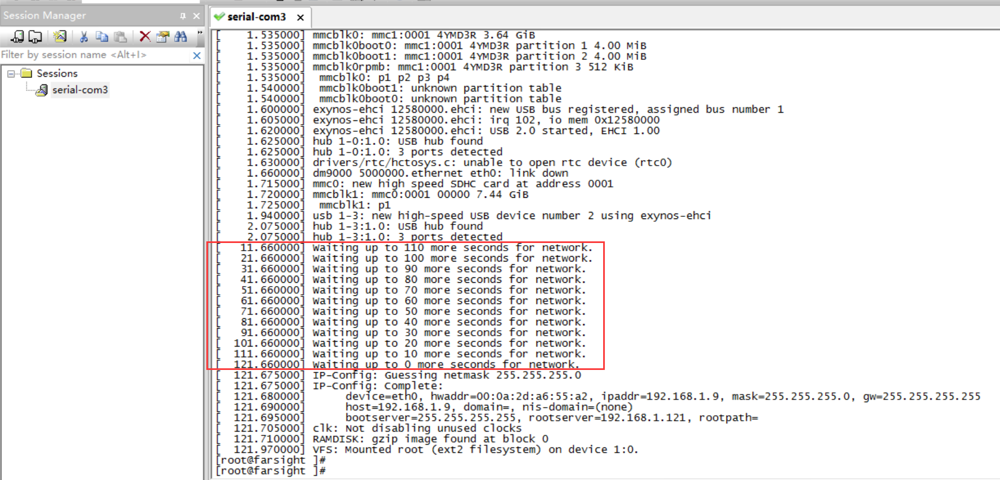 Session Manager
serial-com3
Filter by session name <Alt+I>
Sessions
serial-com3
[    1.535000] mmcblk0: mmc1:0001 4YMD3R 3.64 GiB
[    1.535000] mmcblk0boot0: mmc1:0001 4YMD3R partition 1 4.00 MiB
[    1.535000] mmcblk0boot1: mmc1:0001 4YMD3R partition 2 4.00 MiB
[    1.535000] mmcblk0rpmb: mmc1:0001 4YMD3R partition 3 512 KiB
[    1.535000]  mmcblk0: p1 p2 p3 p4
[    1.540000]  mmcblk0boot1: unknown partition table
[    1.540000]  mmcblk0boot0: unknown partition table
[    1.600000] exynos-ehci 12580000.ehci: new USB bus registered, assigned bus number 1
[    1.605000] exynos-ehci 12580000.ehci: irq 102, io mem 0x12580000
[    1.620000] exynos-ehci 12580000.ehci: USB 2.0 started, EHCI 1.00
[    1.625000] hub 1-0:1.0: USB hub found
[    1.625000] hub 1-0:1.0: 3 ports detected
[    1.630000] drivers/rtc/hctosys.c: unable to open rtc device (rtc0)
[    1.660000] dm9000 5000000.ethernet eth0: link down
[    1.715000] mmc0: new high speed SDHC card at address 0001
[    1.720000] mmcblk1: mmc0:0001 00000 7.44 GiB
[    1.725000]  mmcblk1: p1
[    1.940000] usb 1-3: new high-speed USB device number 2 using exynos-ehci
[    2.075000] hub 1-3:1.0: USB hub found
[    2.075000] hub 1-3:1.0: 3 ports detected
[   11.660000] Waiting up to 110 more seconds for network.
[   21.660000] Waiting up to 100 more seconds for network.
[   31.660000] Waiting up to 90 more seconds for network.
[   41.660000] Waiting up to 80 more seconds for network.
[   51.660000] Waiting up to 70 more seconds for network.
[   61.660000] Waiting up to 60 more seconds for network.
[   71.660000] Waiting up to 50 more seconds for network.
[   81.660000] Waiting up to 40 more seconds for network.
[   91.660000] Waiting up to 30 more seconds for network.
[  101.660000] Waiting up to 20 more seconds for network.
[  111.660000] Waiting up to 10 more seconds for network.
[  121.660000] Waiting up to 0 more seconds for network.
[  121.675000] IP-Config: Guessing netmask 255.255.255.0
[  121.675000] IP-Config: Complete:
[  121.680000]      device=eth0, hwaddr=00:0a:2d:a6:55:a2, ipaddr=192.168.1.9, mask=255.255.255.0, gw=255.255.255.255
[  121.690000]      host=192.168.1.9, domain=, nis-domain=(none)
[  121.695000]      bootserver=255.255.255.255, rootserver=192.168.1.121, rootpath=
[  121.705000] clk: Not disabling unused clocks
[  121.710000] RAMDISK: gzip image found at block 0
[  121.970000] VFS: Mounted root (ext2 filesystem) on device 1:0.
[root@farsight ]#
[root@farsight ]#